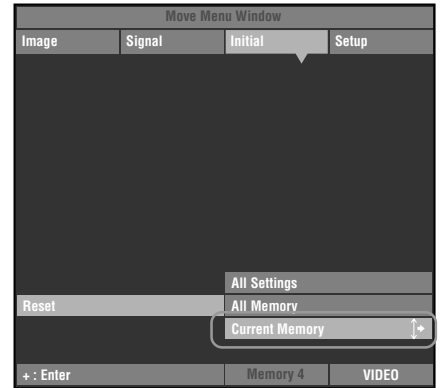 Move Menu Window
Image Signal Initial Setup
All Settings
Reset All Memory
Current Memory
+ : Enter Memory 4 VIDEO